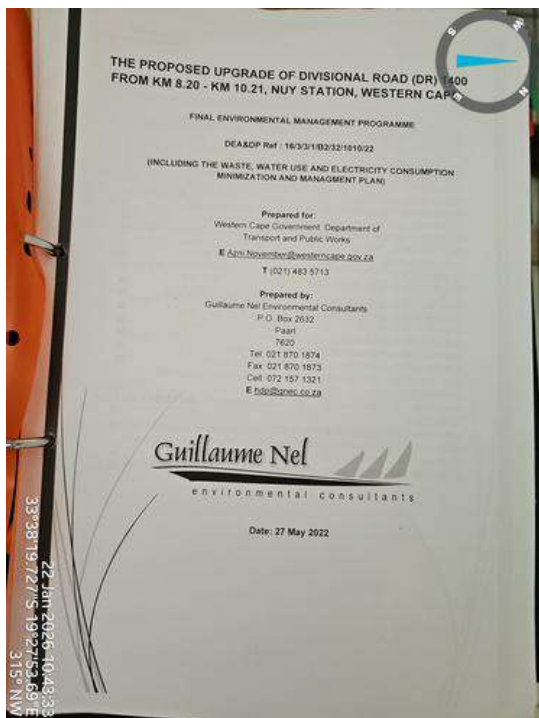 THE PROPOSED UPGRADE OF DIVISIONAL ROAD (DR) 1400
FROM KM 8.20 - KM 10.21, NUY STATION, WESTERN CAPE
FINAL ENVIRONMENTAL MANAGEMENT PROGRAMME
DEA&DP Ref : 16/3/3/1/B2/32/1010/22
(INCLUDING THE WASTE, WATER USE AND ELECTRICITY CONSUMPTION
MINIMIZATION AND MANAGMENT PLAN)
Prepared for:
Western Cape Government: Department of
Transport and Public Works
E Azni.November@westerncape.gov.za
T (021) 483 5713
Prepared by:
Guillaume Nel Environmental Consultants
P.O. Box 2632
Paarl
7620
Tel: 021 870 1874
Fax: 021 870 1873
Cell: 072 157 1321
E hdp@gnec.co.za
Guillaume Nel
environmental consultants
Date: 27 May 2022
22 Jan 2026 10:43:33
33°38'19.727"S 19°27'53.69"E
315° NW
S
W
N
E